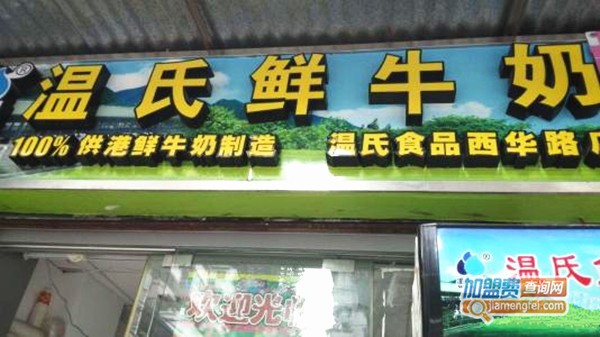 温氏鲜牛奶
100% 供港鲜牛奶制造 温氏食品西华路
欢迎光
温氏
加盟费查询网
jiamengfei.com